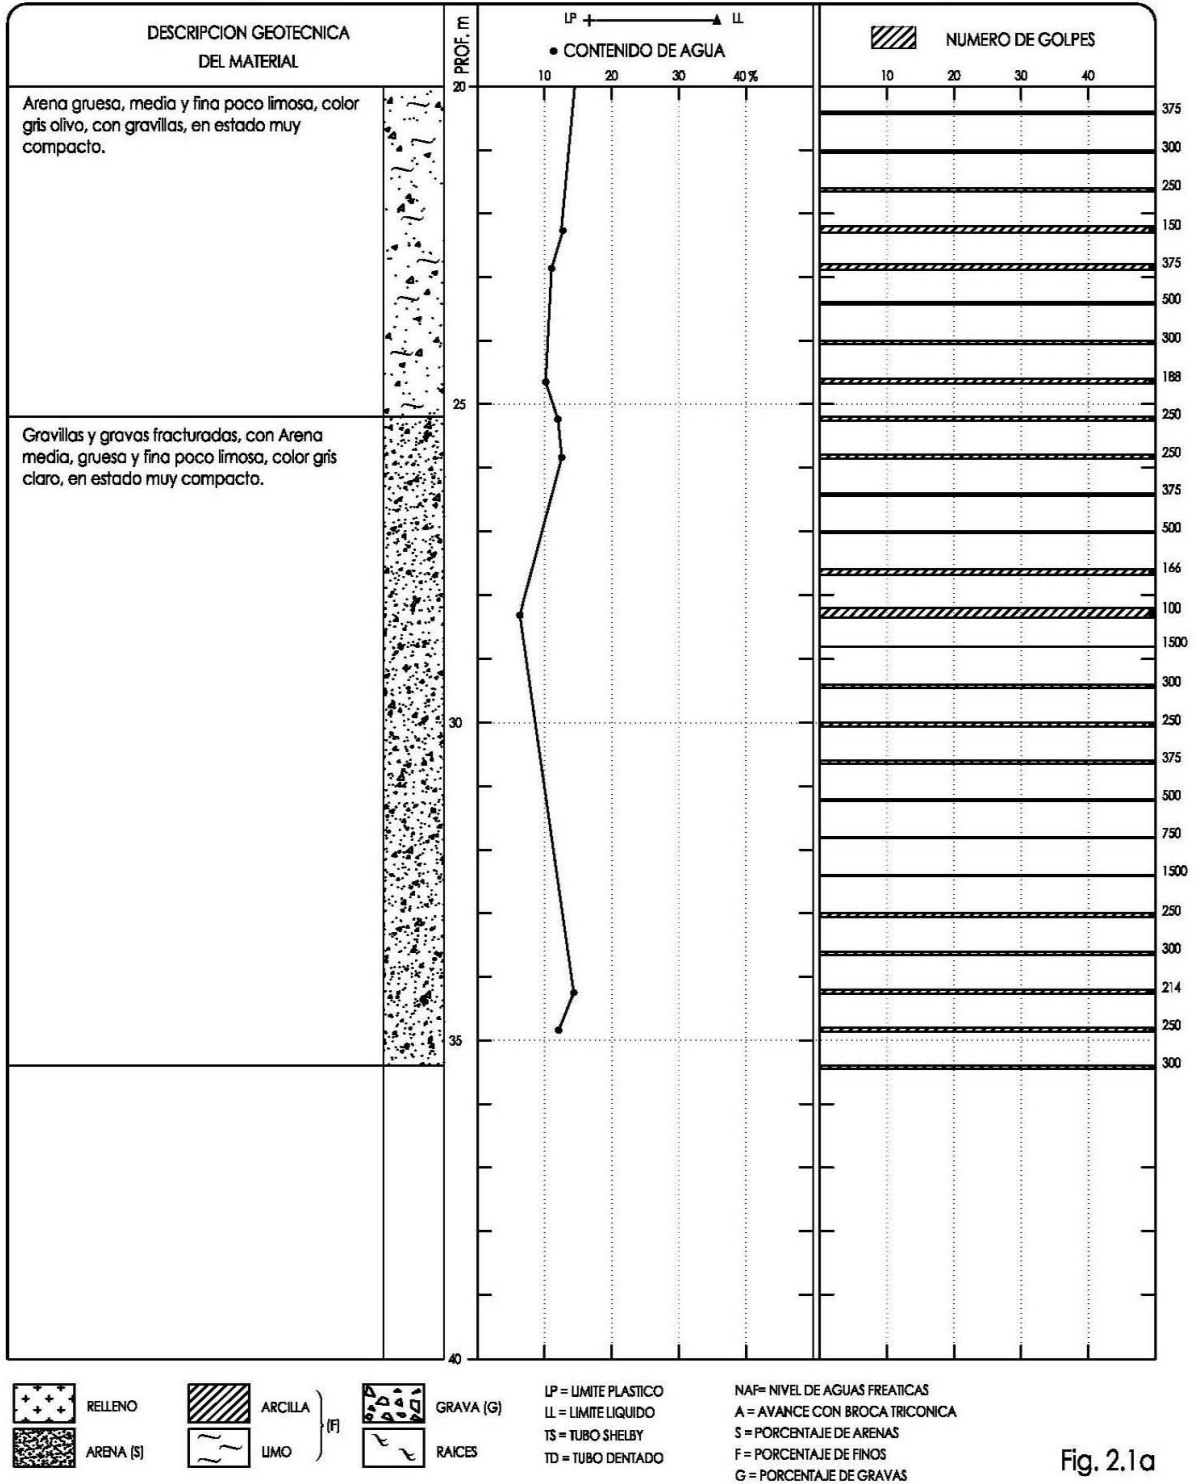 DESCRIPCION GEOTECNICA
DEL MATERIAL
PROF. m
LP LL
CONTENIDO DE AGUA
10 20 30 40%
NUMERO DE GOLPES
10 20 30 40
Arena gruesa, media y fina poco limosa, color
gris olivo, con gravillas, en estado muy
compacto.
Gravillas y gravas fracturadas, con Arena
media, gruesa y fina poco limosa, color gris
claro, en estado muy compacto.
20
25
30
35
40
375
300
250
150
375
500
300
188
250
250
375
500
166
100
1500
300
250
375
500
750
1500
250
300
214
250
300
RELLENO
ARENA (S)
ARCILLA
LIMO
(F)
GRAVA (G)
RAICES
LP = LIMITE PLASTICO
LL = LIMITE LIQUIDO
TS = TUBO SHELBY
TD = TUBO DENTADO
NAF= NIVEL DE AGUAS FREATICAS
A = AVANCE CON BROCA TRICONICA
S = PORCENTAJE DE ARENAS
F = PORCENTAJE DE FINOS
G = PORCENTAJE DE GRAVAS
Fig. 2.1a